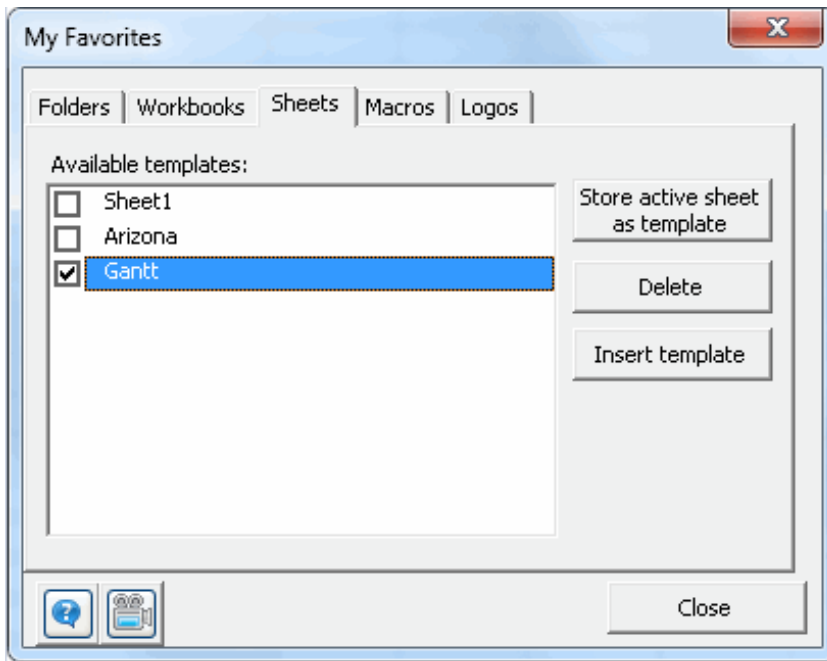 My Favorites
Folders Workbooks Sheets Macros Logos
Available templates:
Sheet1
Arizona
Gantt
Store active sheet
as template
Delete
Insert template
Close